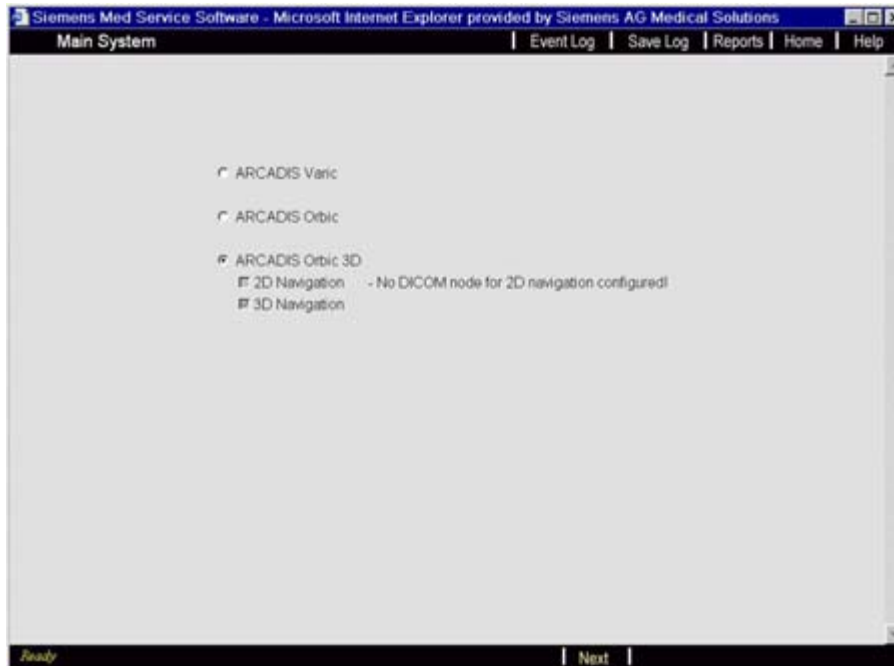 Siemens Med Service Software - Microsoft Internet Explorer provided by Siemens AG Medical Solutions
Main System | Event Log | Save Log | Reports | Home | Help
ARCADIS Varic
ARCADIS Orbic
ARCADIS Orbic 3D
2D Navigation - No DICOM node for 2D navigation configured!
3D Navigation
Ready | Next |